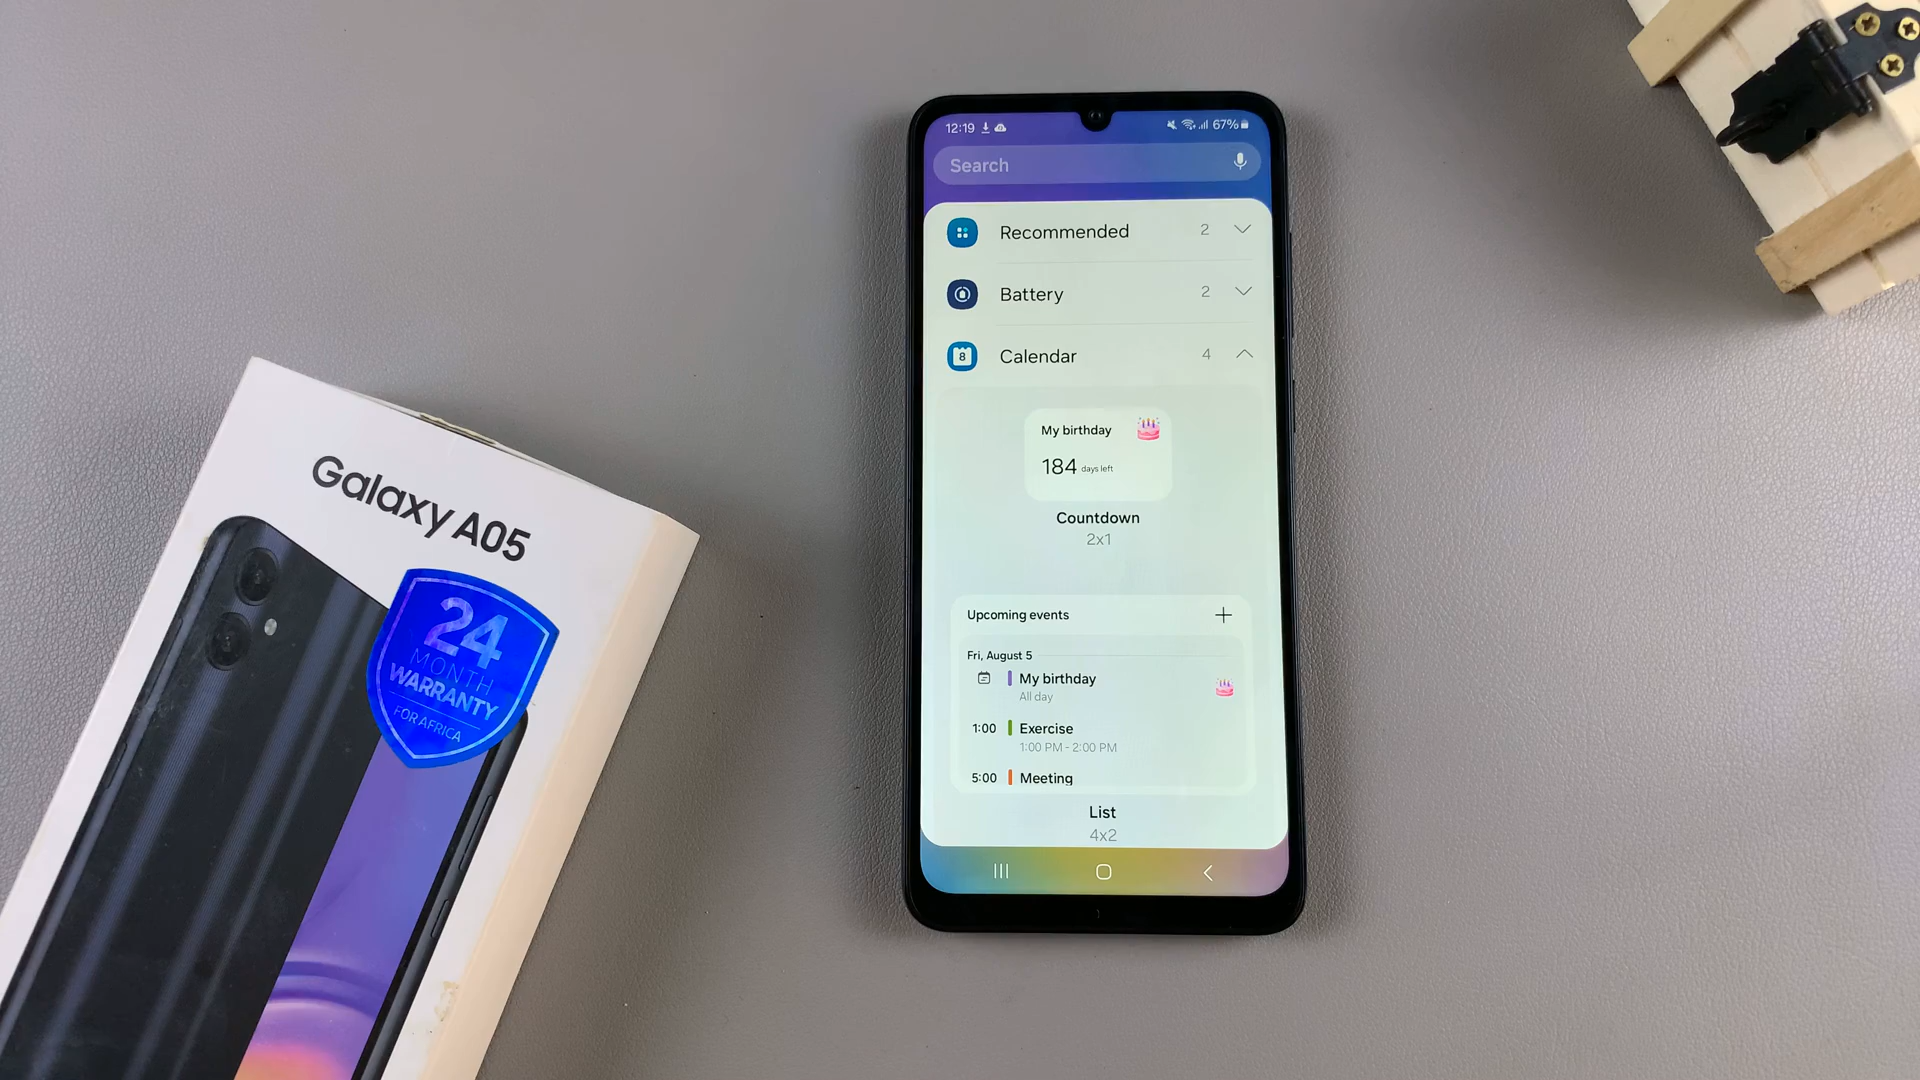 Galaxy A05
24
MONTH
WARRANTY
FOR AFRICA
12:19 67%
Search
Recommended 2
Battery 2
8 Calendar 4
My birthday
184 days left
Countdown
2x1
Upcoming events +
Fri, August 5
My birthday
All day
1:00 Exercise
1:00 PM - 2:00 PM
5:00 Meeting
List
4x2